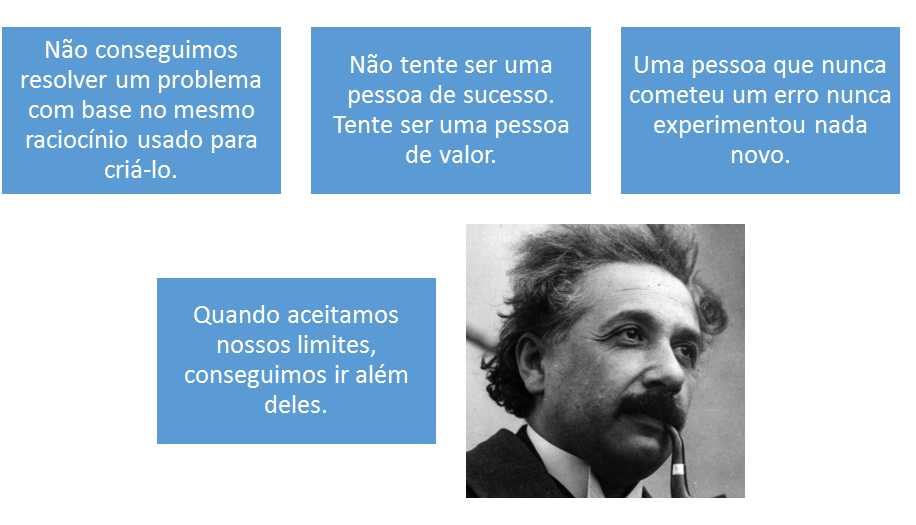 Não conseguimos
resolver um problema
com base no mesmo
raciocínio usado para
criá-lo.
Não tente ser uma
pessoa de sucesso.
Tente ser uma pessoa
de valor.
Uma pessoa que nunca
cometeu um erro nunca
experimentou nada
novo.
Quando aceitamos
nossos limites,
conseguimos ir além
deles.